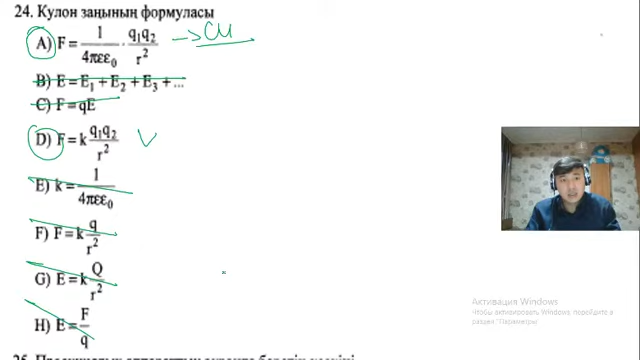 24. Кулон заңының формуласы
A) F = 1/4πεε₀ · q₁q₂/r² → СИ
B) E = E₁ + E₂ + E₃ + ...
C) F = qE
D) F = k q₁q₂/r² V
E) k = 1/4πεε₀
F) F = k q/r²
G) E = k Q/r²
H) E = F/q
Активация Windows
Чтобы активировать Windows, перейдите в
раздел "Параметры".